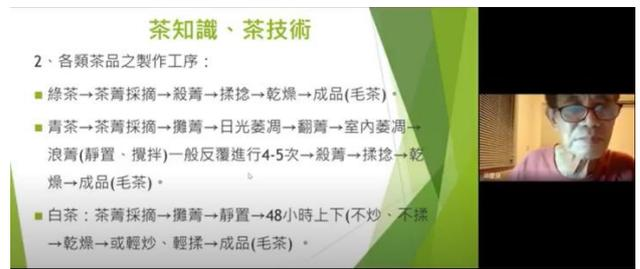 茶知識、茶技術
2、各類茶品之製作工序：
■ 綠茶→茶菁採摘→殺菁→揉捻→乾燥→成品(毛茶)。
■ 青茶→茶菁採摘→攤菁→日光萎凋→翻菁→室內萎凋→
浪菁(靜置、攪拌)一般反覆進行4-5次→殺菁→揉捻→乾
燥→成品(毛茶)。
■ 白茶：茶菁採摘→攤菁→靜置→48小時上下(不炒、不揉
→乾燥→或輕炒、輕揉→成品(毛茶) 。